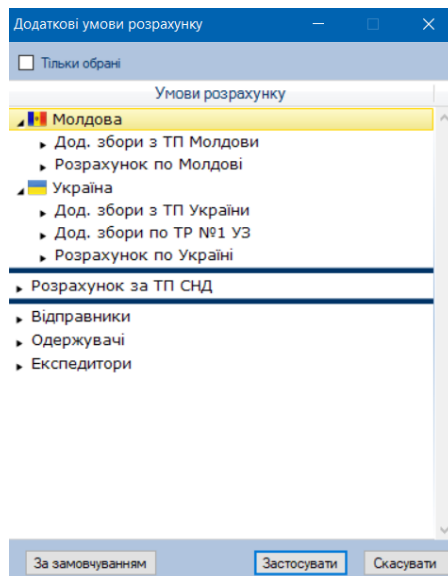 Додаткові умови розрахунку
Тільки обрані
Умови розрахунку
Молдова
Дод. збори з ТП Молдови
Розрахунок по Молдові
Україна
Дод. збори з ТП України
Дод. збори по ТР №1 УЗ
Розрахунок по Україні
Розрахунок за ТП СНД
Відправники
Одержувачі
Експедитори
За замовчуванням Застосувати Скасувати